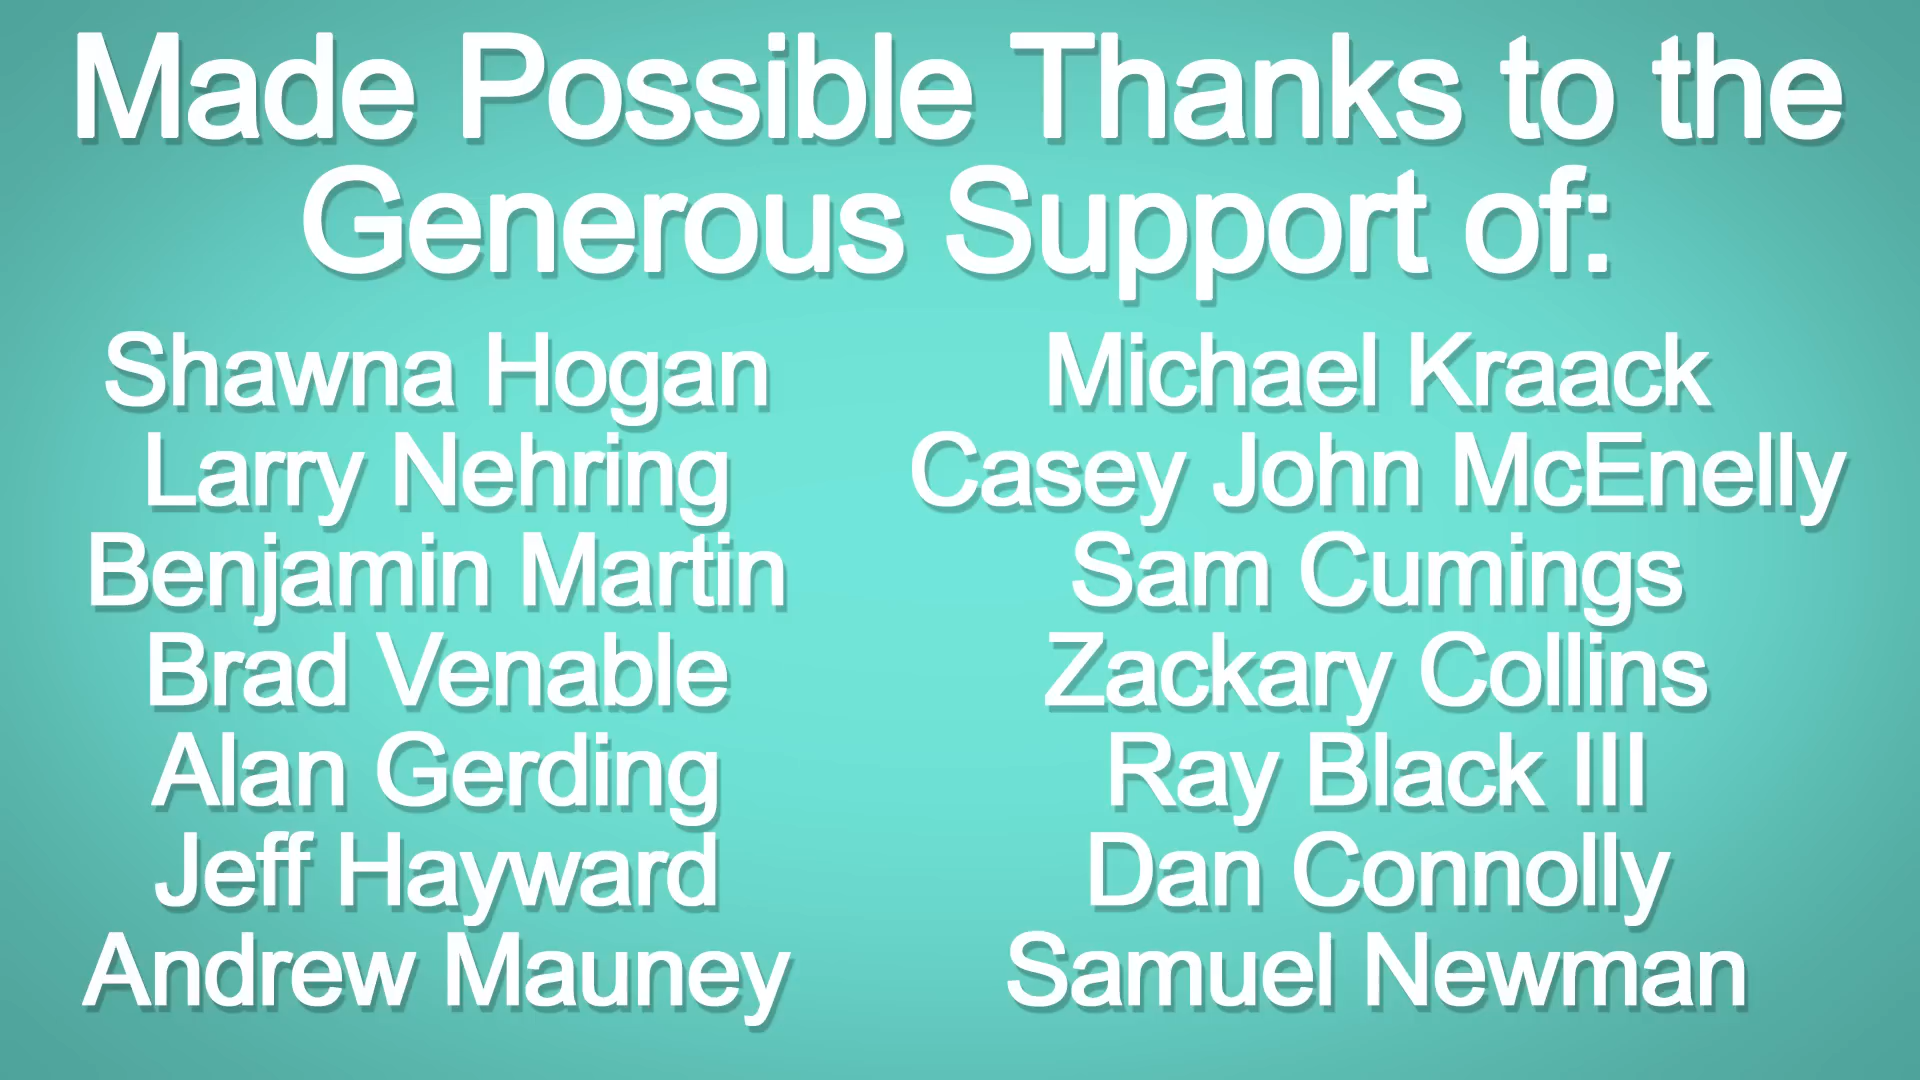 Made Possible Thanks to the
Generous Support of:
Shawna Hogan
Larry Nehring
Benjamin Martin
Brad Venable
Alan Gerding
Jeff Hayward
Andrew Mauney
Michael Kraack
Casey John McEnelly
Sam Cumings
Zackary Collins
Ray Black III
Dan Connolly
Samuel Newman